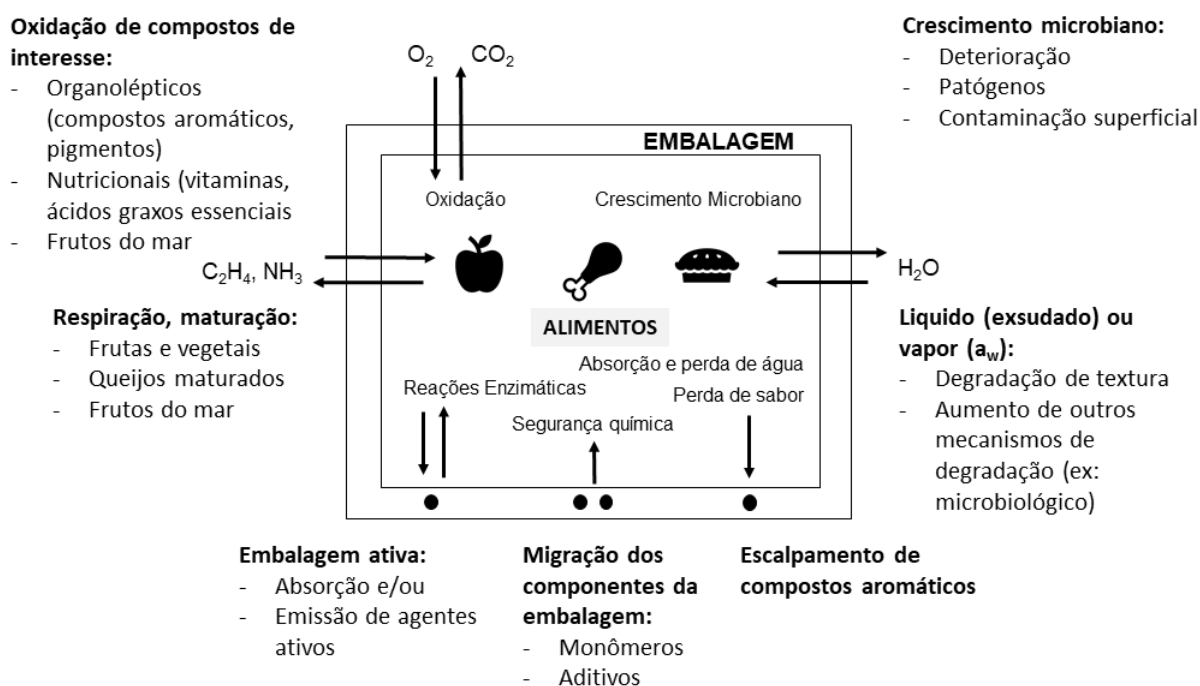 Oxidação de compostos de
interesse:
- Organolépticos
(compostos aromáticos,
pigmentos)
- Nutricionais (vitaminas,
ácidos graxos essenciais
- Frutos do mar
O₂ CO₂
Crescimento microbiano:
- Deterioração
- Patógenos
- Contaminação superficial
EMBALAGEM
Oxidação
Crescimento Microbiano
C₂H₄, NH₃
H₂O
ALIMENTOS
Respiração, maturação:
- Frutas e vegetais
- Queijos maturados
- Frutos do mar
Absorção e perda de água
Reações Enzimáticas
Perda de sabor
Segurança química
Liquido (exsudado) ou
vapor (aw):
- Degradação de textura
- Aumento de outros
mecanismos de
degradação (ex:
microbiológico)
Embalagem ativa:
- Absorção e/ou
- Emissão de agentes
ativos
Migração dos
componentes da
embalagem:
- Monômeros
- Aditivos
Escalpamento de
compostos aromáticos